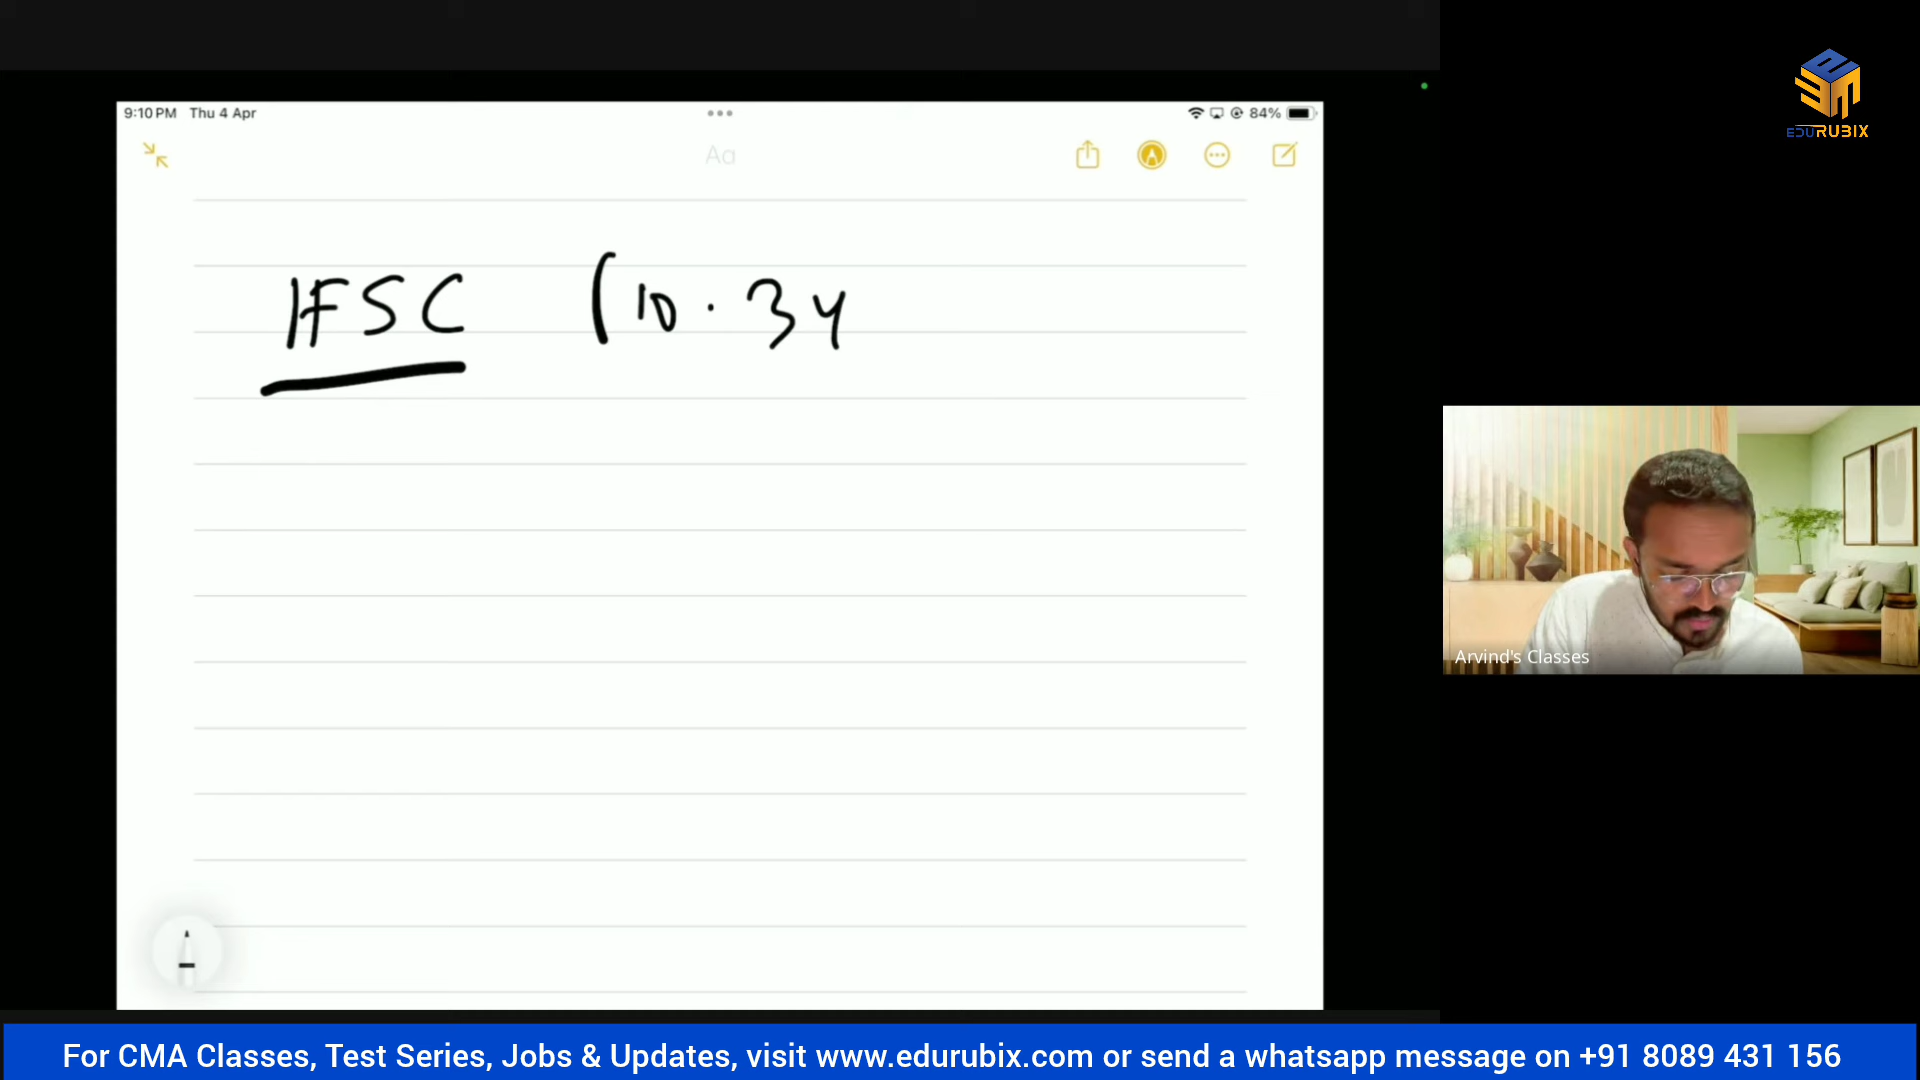 EDURUBIX
9:10 PM Thu 4 Apr
84%
Aa
IFSC (10.34
Arvind's Classes
For CMA Classes, Test Series, Jobs & Updates, visit www.edurubix.com or send a whatsapp message on +91 8089 431 156